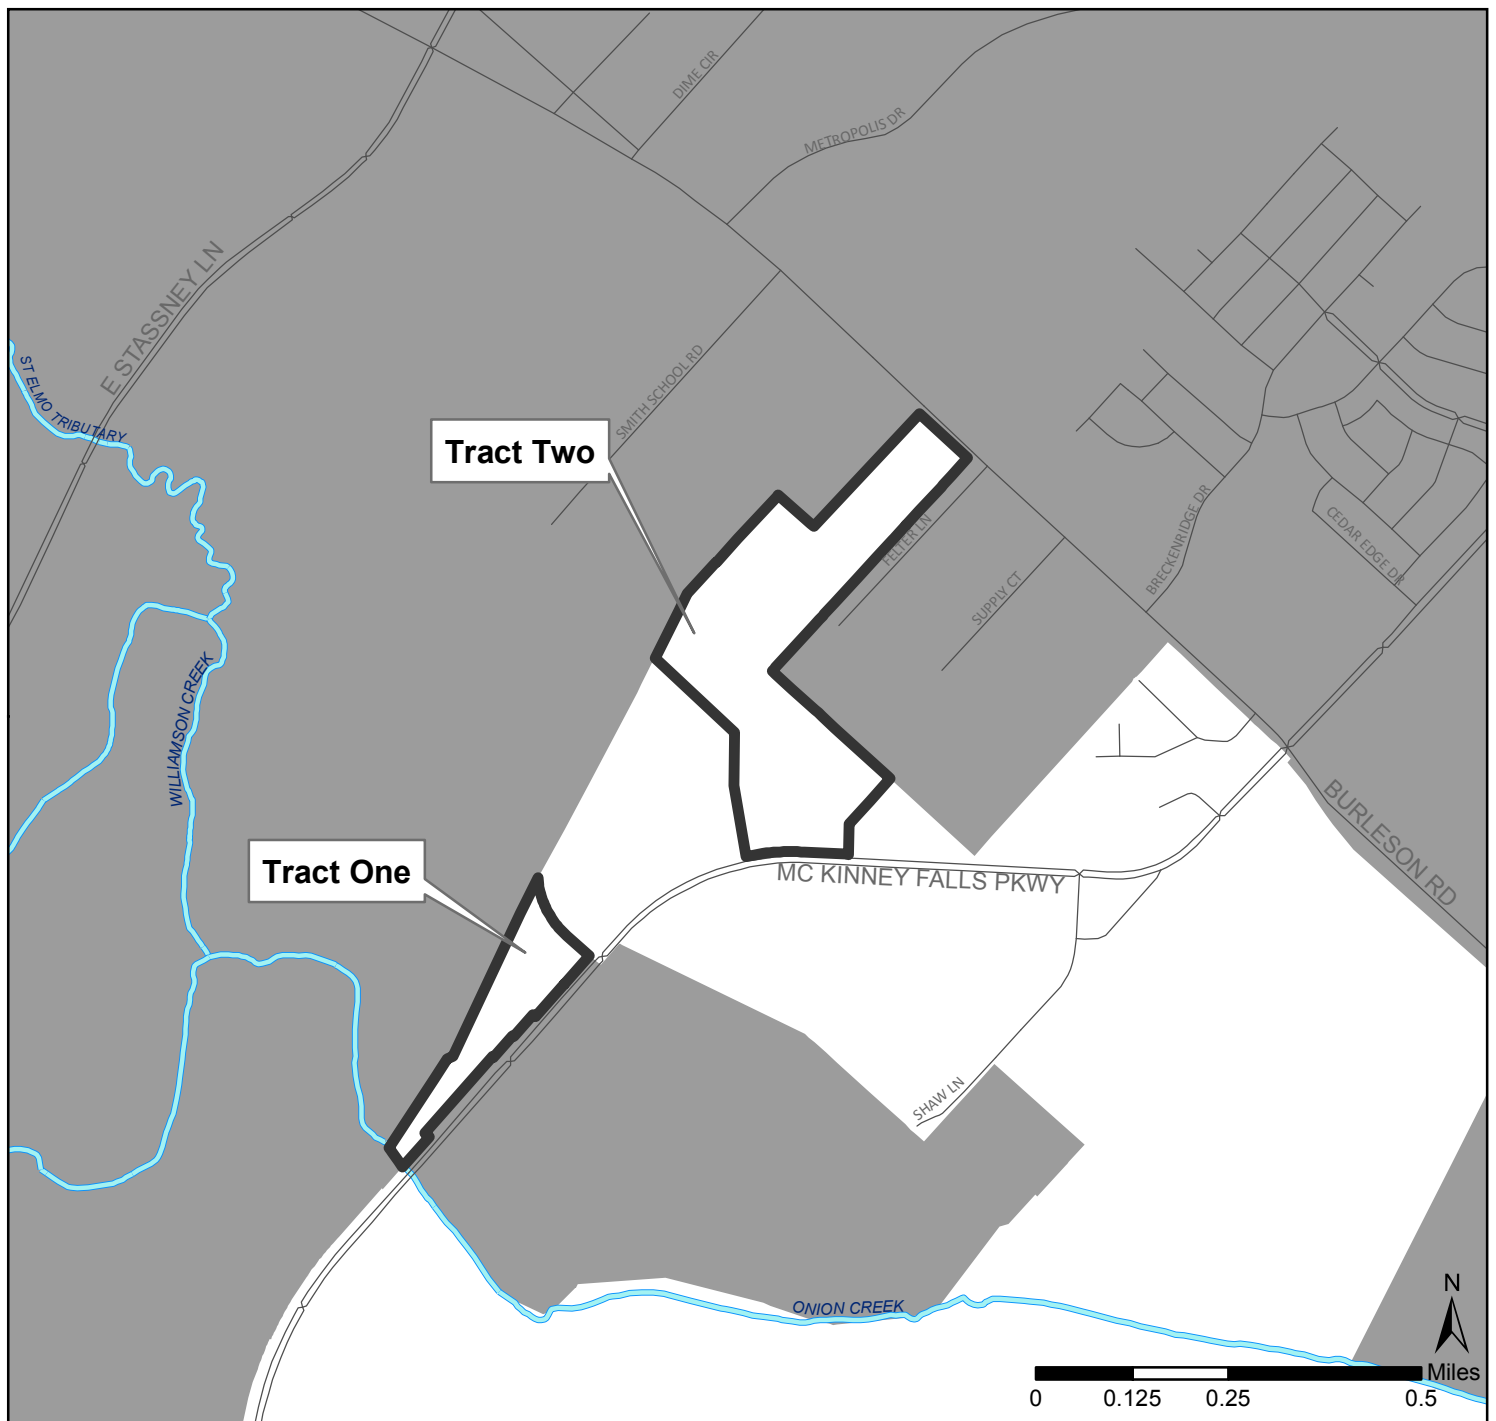 DIME CIR
METROPOLIS DR
E STASSNEY LN
ST ELMO TRIBUTARY
SMITH SCHOOL RD
Tract Two
FELTER LN
BRECKENRIDGE DR
CEDAR EDGE DR
SUPPLY CT
WILLIAMSON CREEK
BURLESON RD
Tract One
MC KINNEY FALLS PKWY
SHAW LN
ONION CREEK
N
Miles
0 0.125 0.25 0.5